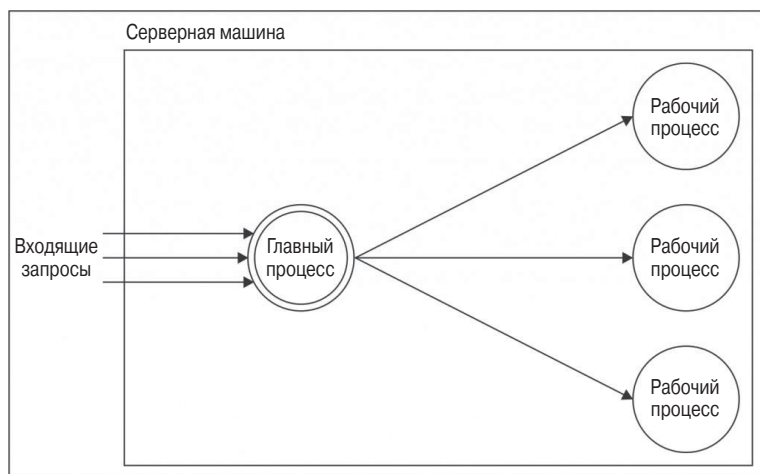 Серверная машина
Рабочий
процесс
Входящие
запросы
Главный
процесс
Рабочий
процесс
Рабочий
процесс